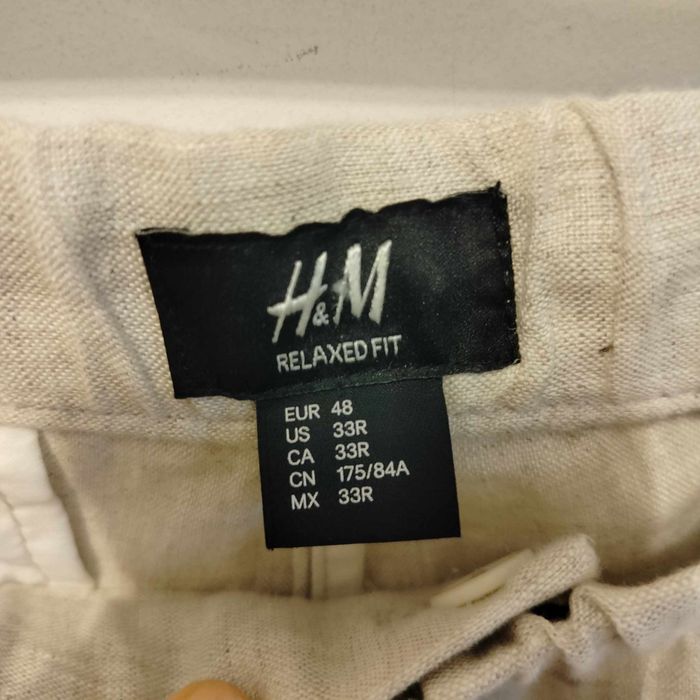 H&M
RELAXED FIT
EUR 48
US 33R
CA 33R
CN 175/84A
MX 33R